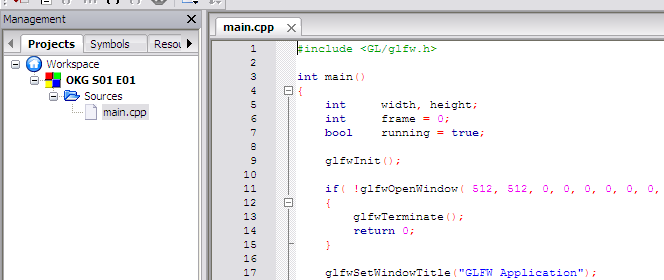 Management
Projects Symbols Resou
Workspace
OKG S01 E01
Sources
main.cpp
main.cpp
1 #include <GL/glfw.h>
2
3 int main()
4 {
5 int width, height;
6 int frame = 0;
7 bool running = true;
8
9 glfwInit();
10
11 if( !glfwOpenWindow( 512, 512, 0, 0, 0, 0, 0, 0,
12 {
13 glfwTerminate();
14 return 0;
15 }
16
17 glfwSetWindowTitle("GLFW Application");